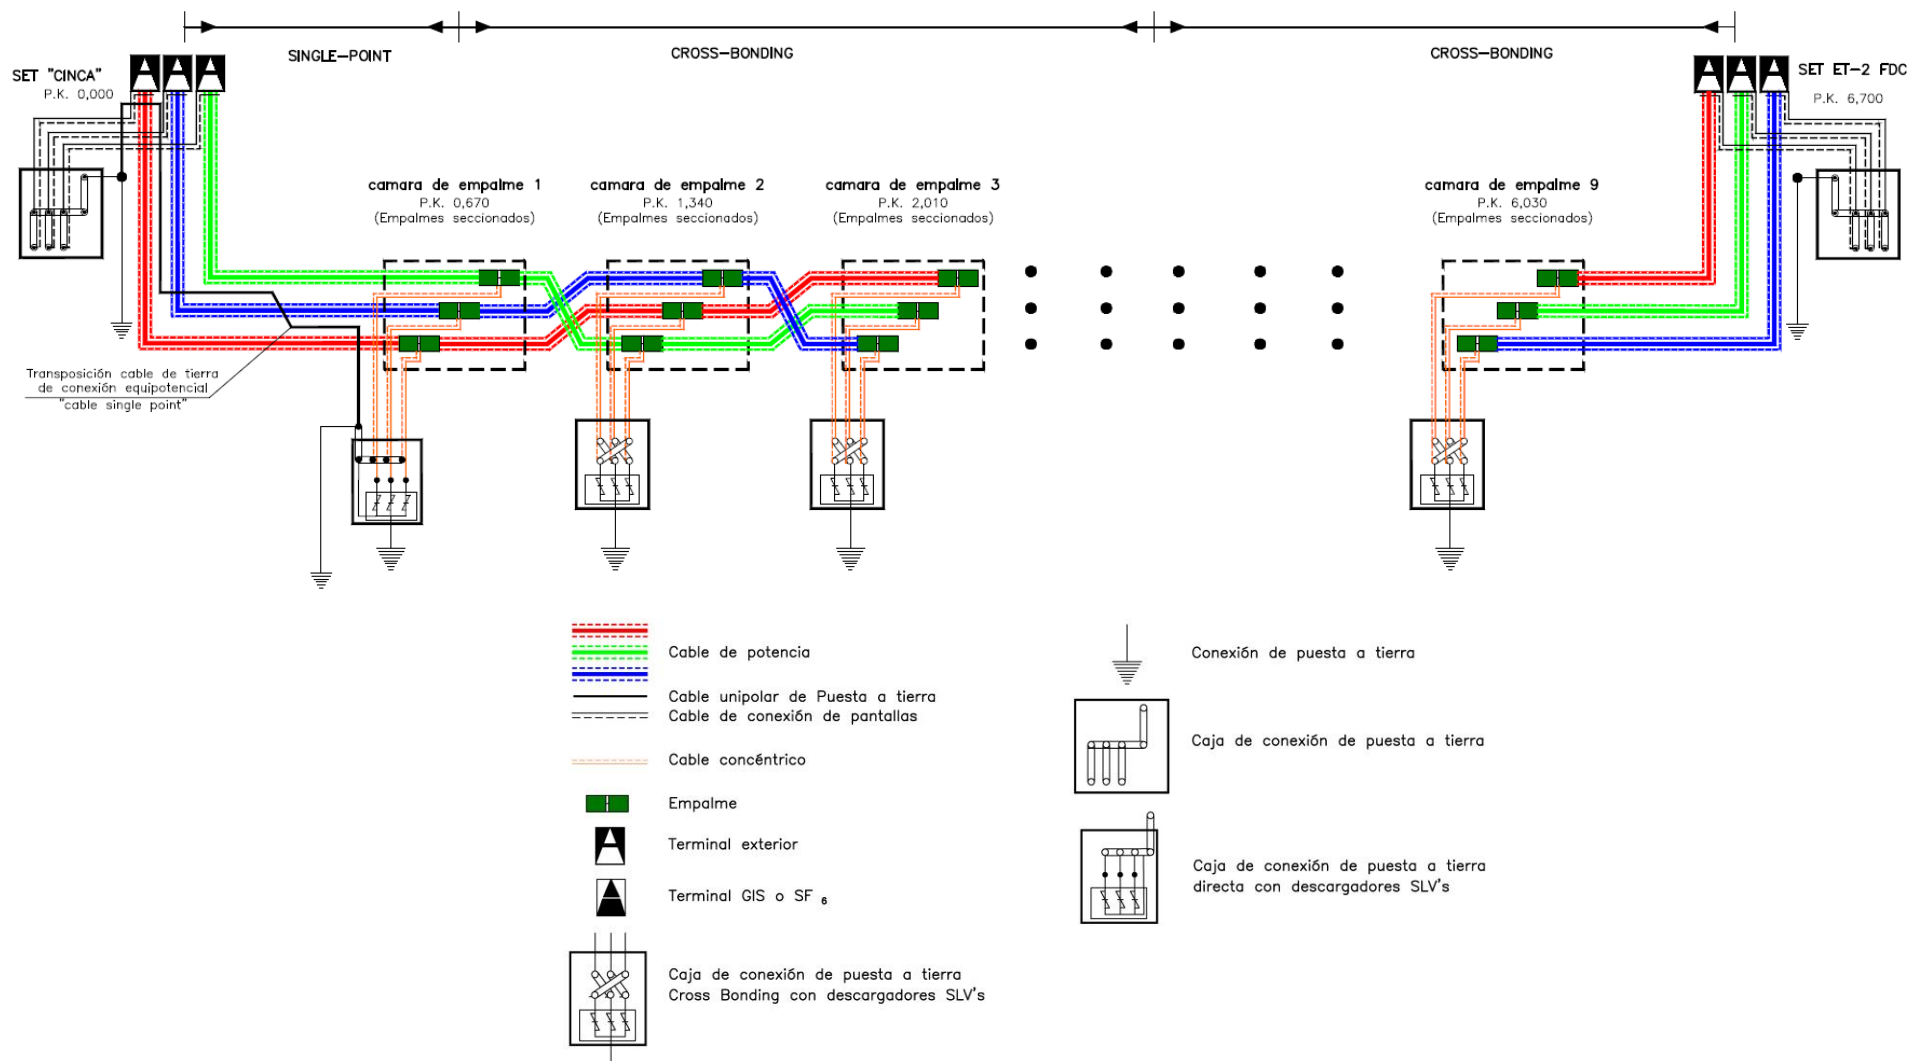 SINGLE-POINT
CROSS-BONDING
CROSS-BONDING
SET "CINCA"
P.K. 0,000
SET ET-2 FDC
P.K. 6,700
camara de empalme 1
P.K. 0,670
(Empalmes seccionados)
camara de empalme 2
P.K. 1,340
(Empalmes seccionados)
camara de empalme 3
P.K. 2,010
(Empalmes seccionados)
camara de empalme 9
P.K. 6,030
(Empalmes seccionados)
Transposición cable de tierra
de conexión equipotencial
"cable single point"
Cable de potencia
Cable unipolar de Puesta a tierra
Cable de conexión de pantallas
Cable concéntrico
Empalme
Terminal exterior
Terminal GIS o SF 6
Caja de conexión de puesta a tierra
Cross Bonding con descargadores SLV's
Conexión de puesta a tierra
Caja de conexión de puesta a tierra
Caja de conexión de puesta a tierra
directa con descargadores SLV's